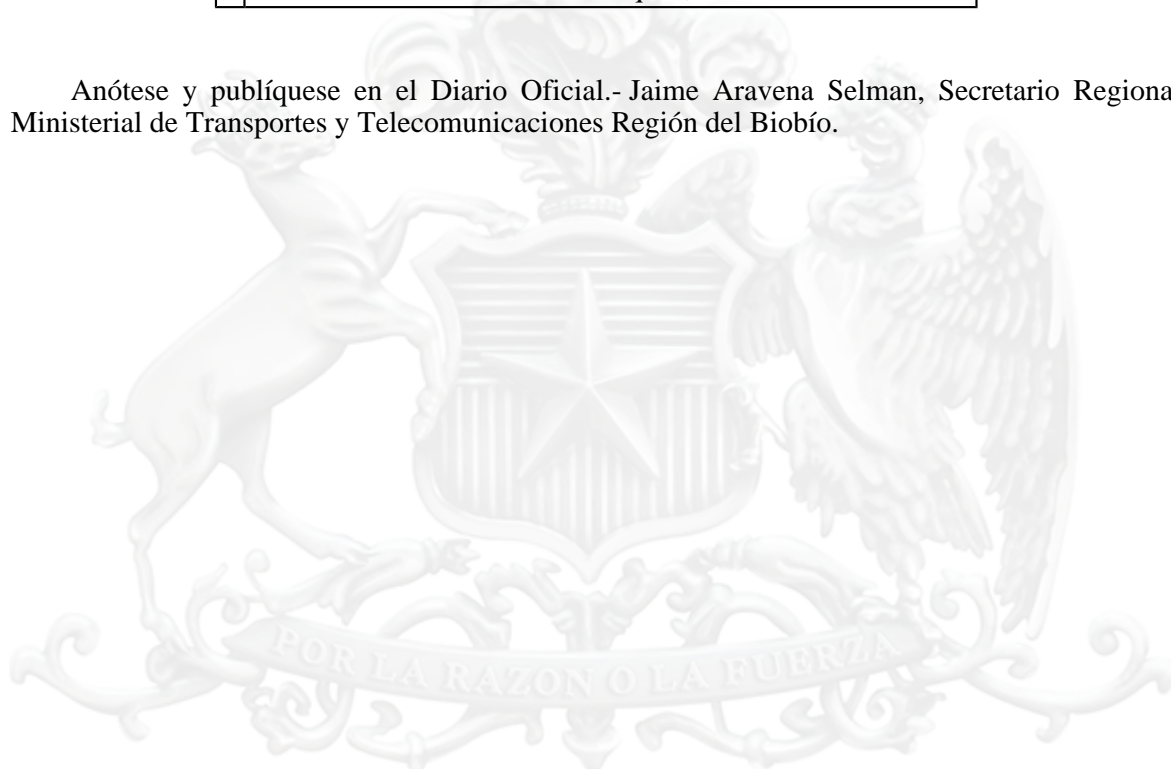 Anótese y publíquese en el Diario Oficial.- Jaime Aravena Selman, Secretario Regiona
Ministerial de Transportes y Telecomunicaciones Región del Biobío.
POR LA RAZON O LA FUERZA